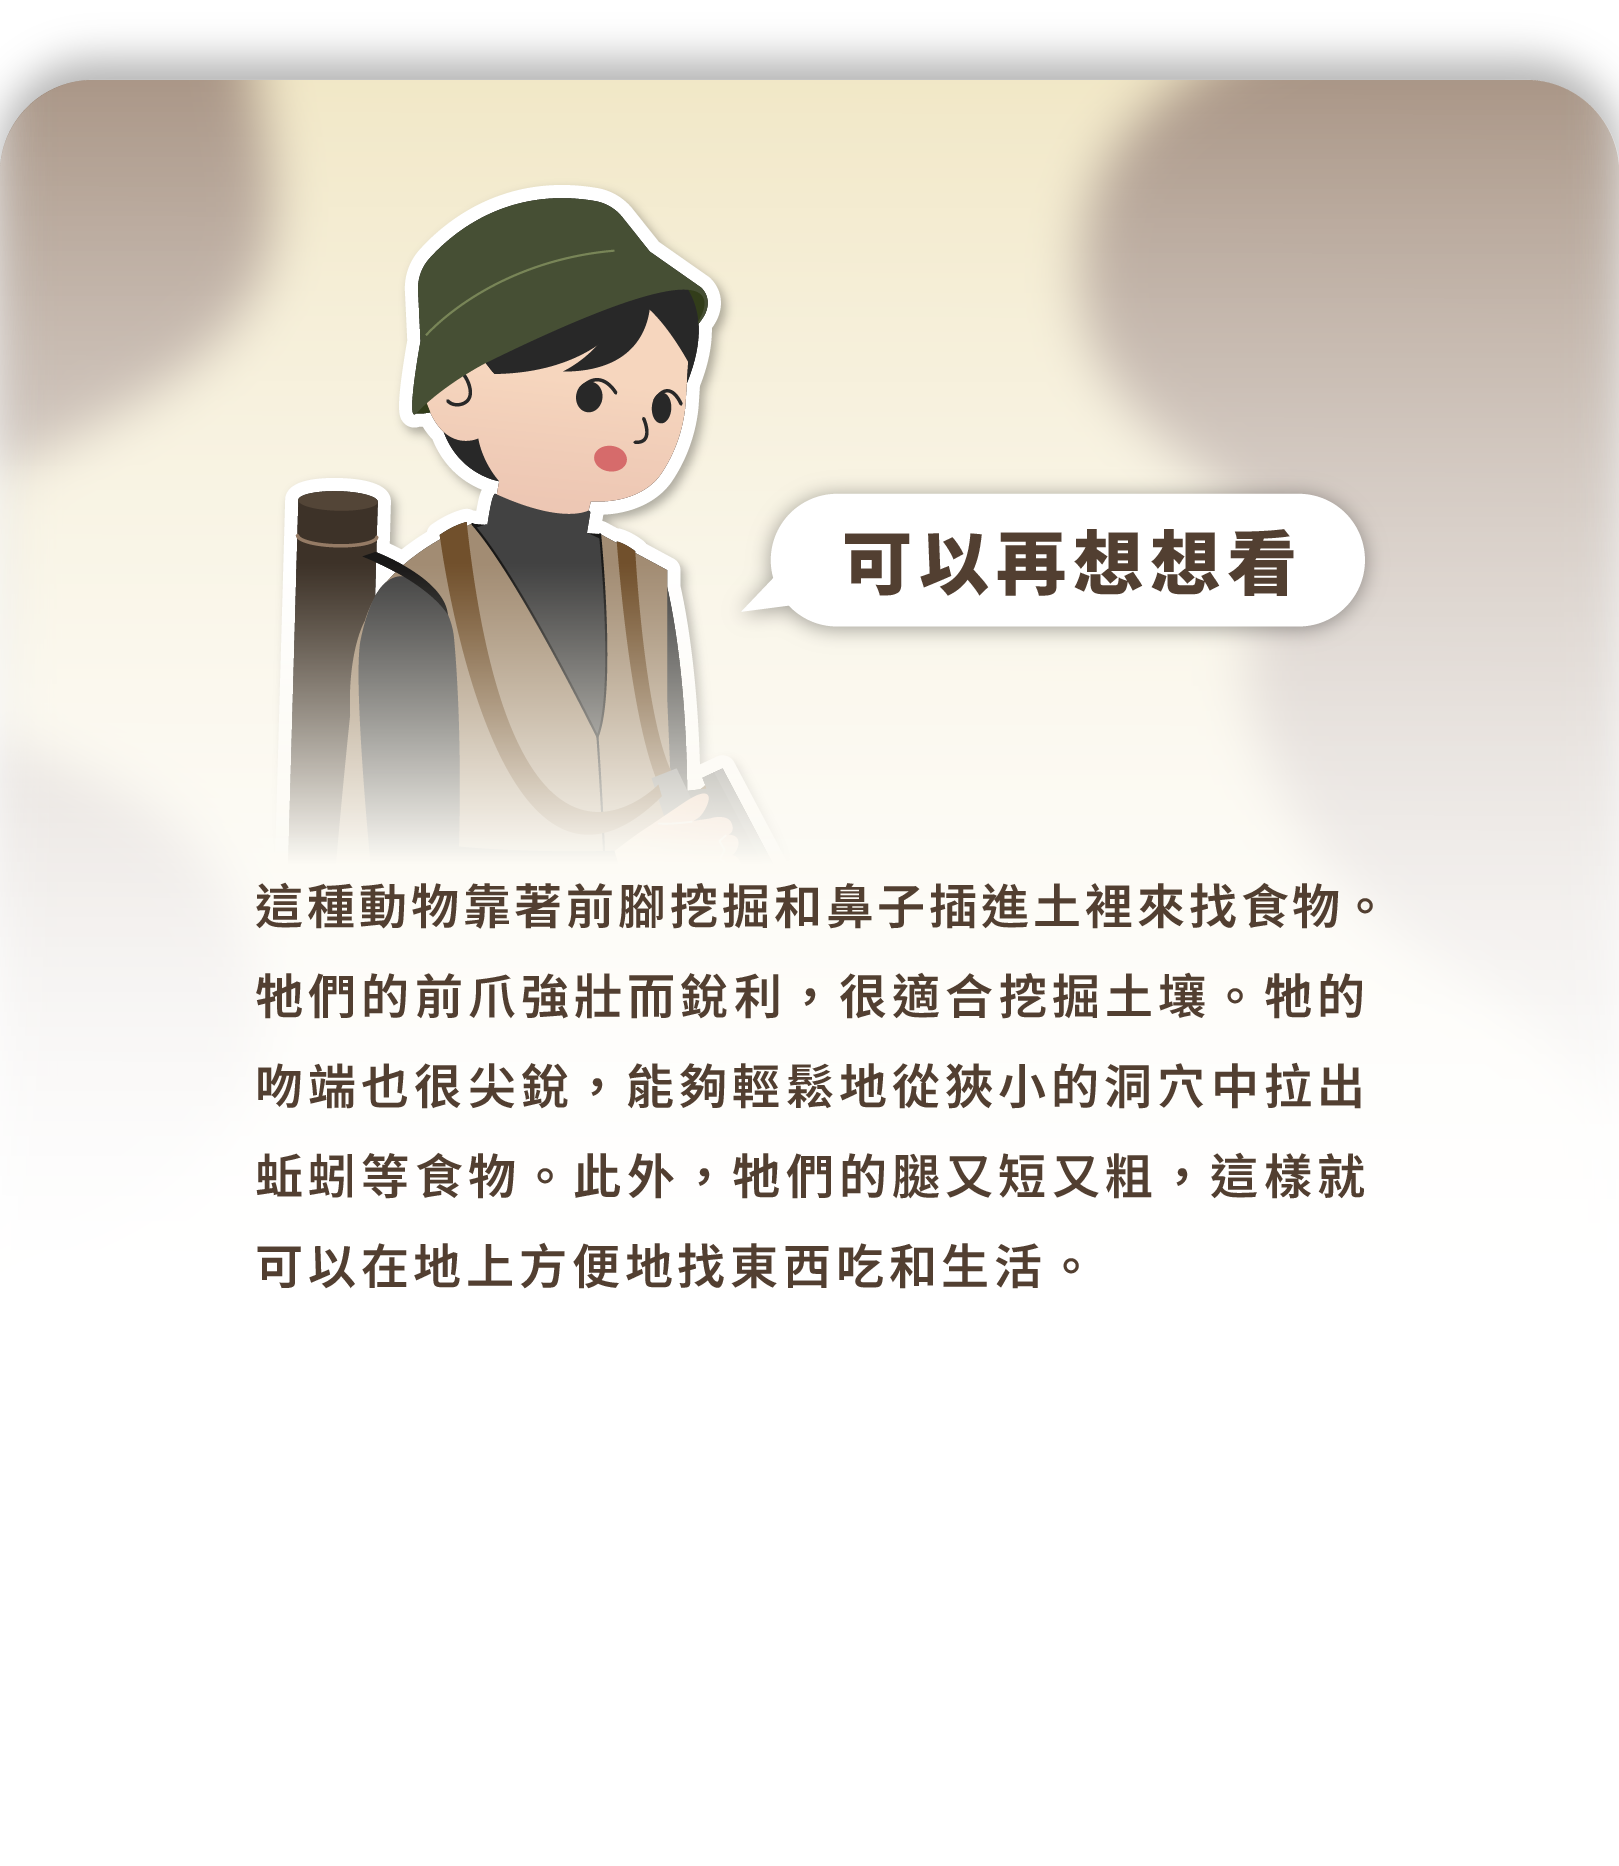 可以再想想看
這種動物靠著前腳挖掘和鼻子插進土裡來找食物。
牠們的前爪強壯而銳利，很適合挖掘土壤。牠的
吻端也很尖銳，能夠輕鬆地從狹小的洞穴中拉出
蚯蚓等食物。此外，牠們的腿又短又粗，這樣就
可以在地上方便地找東西吃和生活。